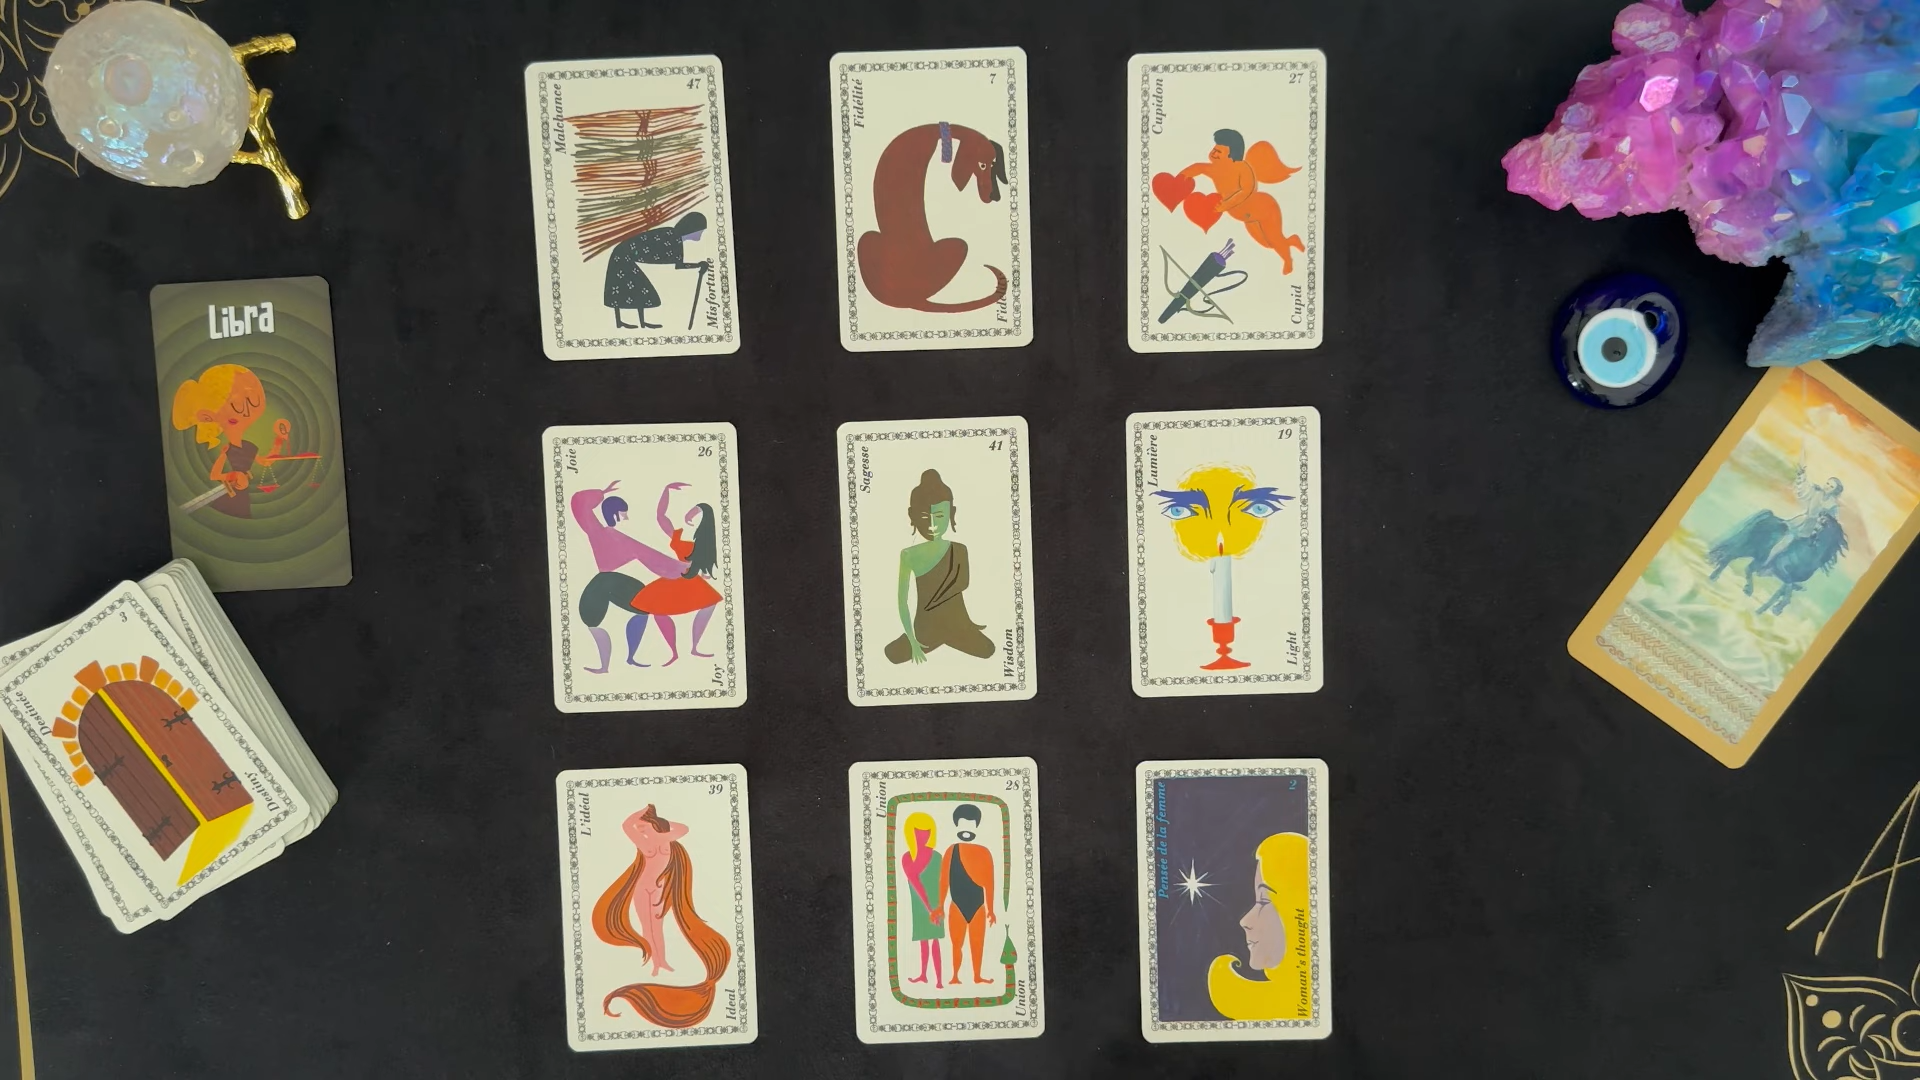 47
Malchance
Misfortune
7
Fidélité
Fidelity
27
Cupidon
Cupid
Libra
26
Joie
Joy
41
Sagesse
Wisdom
19
Lumière
Light
3
Destinée
Destiny
39
L'idéal
Ideal
28
Union
Union
2
Pensée de la femme
Woman's thought